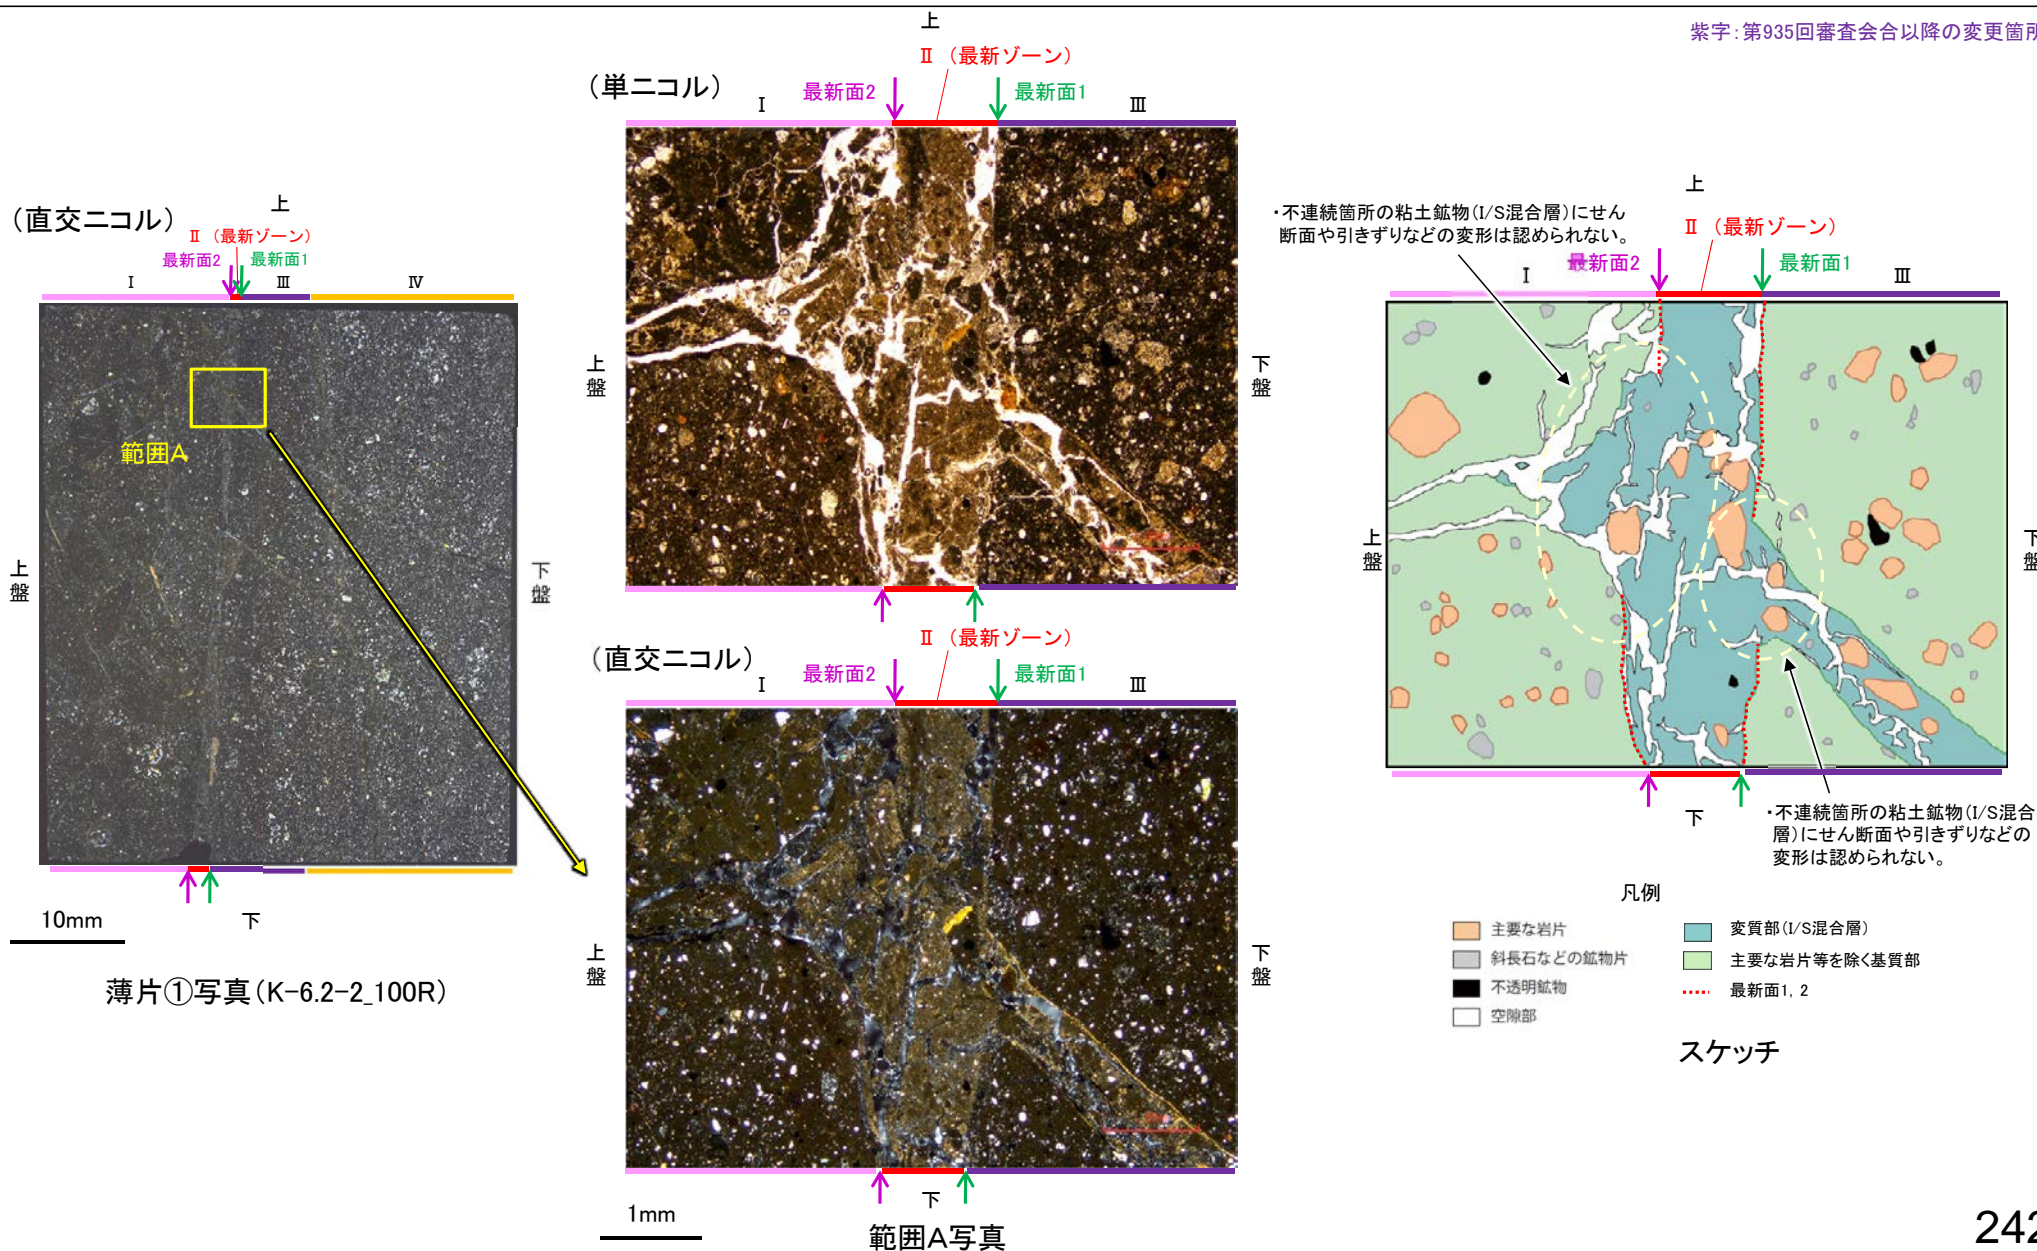 紫字：第935回審査会合以降の変更箇所
（直交ニコル）
上
Ⅱ （最新ゾーン）
最新面2
最新面1
Ⅰ
Ⅲ
Ⅳ
範囲A
上盤
下盤
下
10mm
薄片①写真（K-6.2-2_100R）
上
Ⅱ （最新ゾーン）
（単ニコル）
Ⅰ
最新面2
最新面1
Ⅲ
上盤
下盤
（直交ニコル）
Ⅱ （最新ゾーン）
Ⅰ
最新面2
最新面1
Ⅲ
上盤
下盤
下
1mm
範囲A写真
・不連続箇所の粘土鉱物（I/S混合層）にせん
断面や引きずりなどの変形は認められない。
上
Ⅱ （最新ゾーン）
Ⅰ
最新面2
最新面1
Ⅲ
上盤
下盤
下
・不連続箇所の粘土鉱物（I/S混合
層）にせん断面や引きずりなどの
変形は認められない。
凡例
主要な岩片
斜長石などの鉱物片
不透明鉱物
空隙部
変質部（I/S混合層）
主要な岩片等を除く基質部
最新面1，2
スケッチ
242